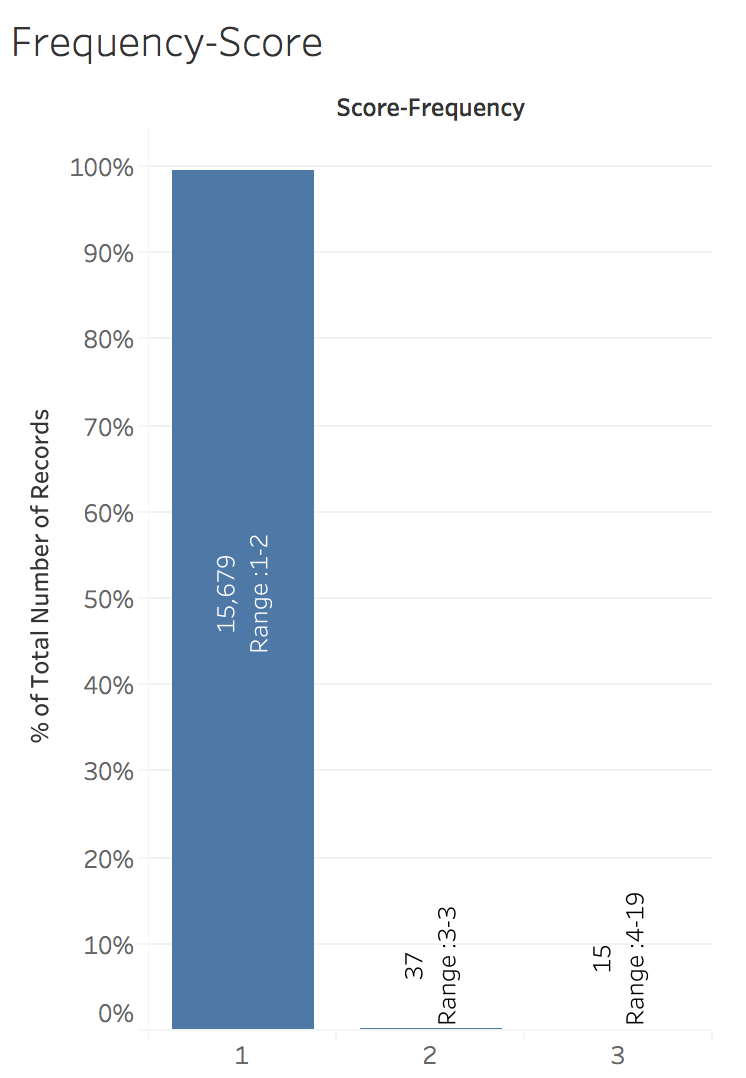 Frequency-Score
Score-Frequency
% of Total Number of Records
100%
90%
80%
70%
60%
50%
40%
30%
20%
10%
0%
15,679
Range :1-2
37
Range :3-3
15
Range :4-19
1
2
3